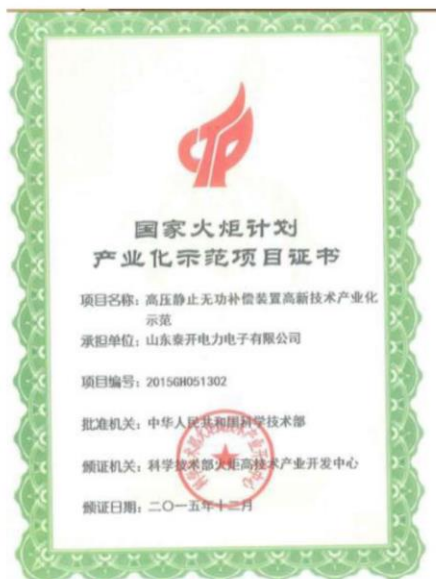 国家火炬计划
产业化示范项目证书
项目名称：高压静止无功补偿装置高新技术产业化
示范
承担单位：山东泰开电力电子有限公司
项目编号：2015GH051302
批准机关：中华人民共和国科学技术部
颁证机关：科学技术部火炬高技术产业开发中心
颁证日期：二〇一五年十二月